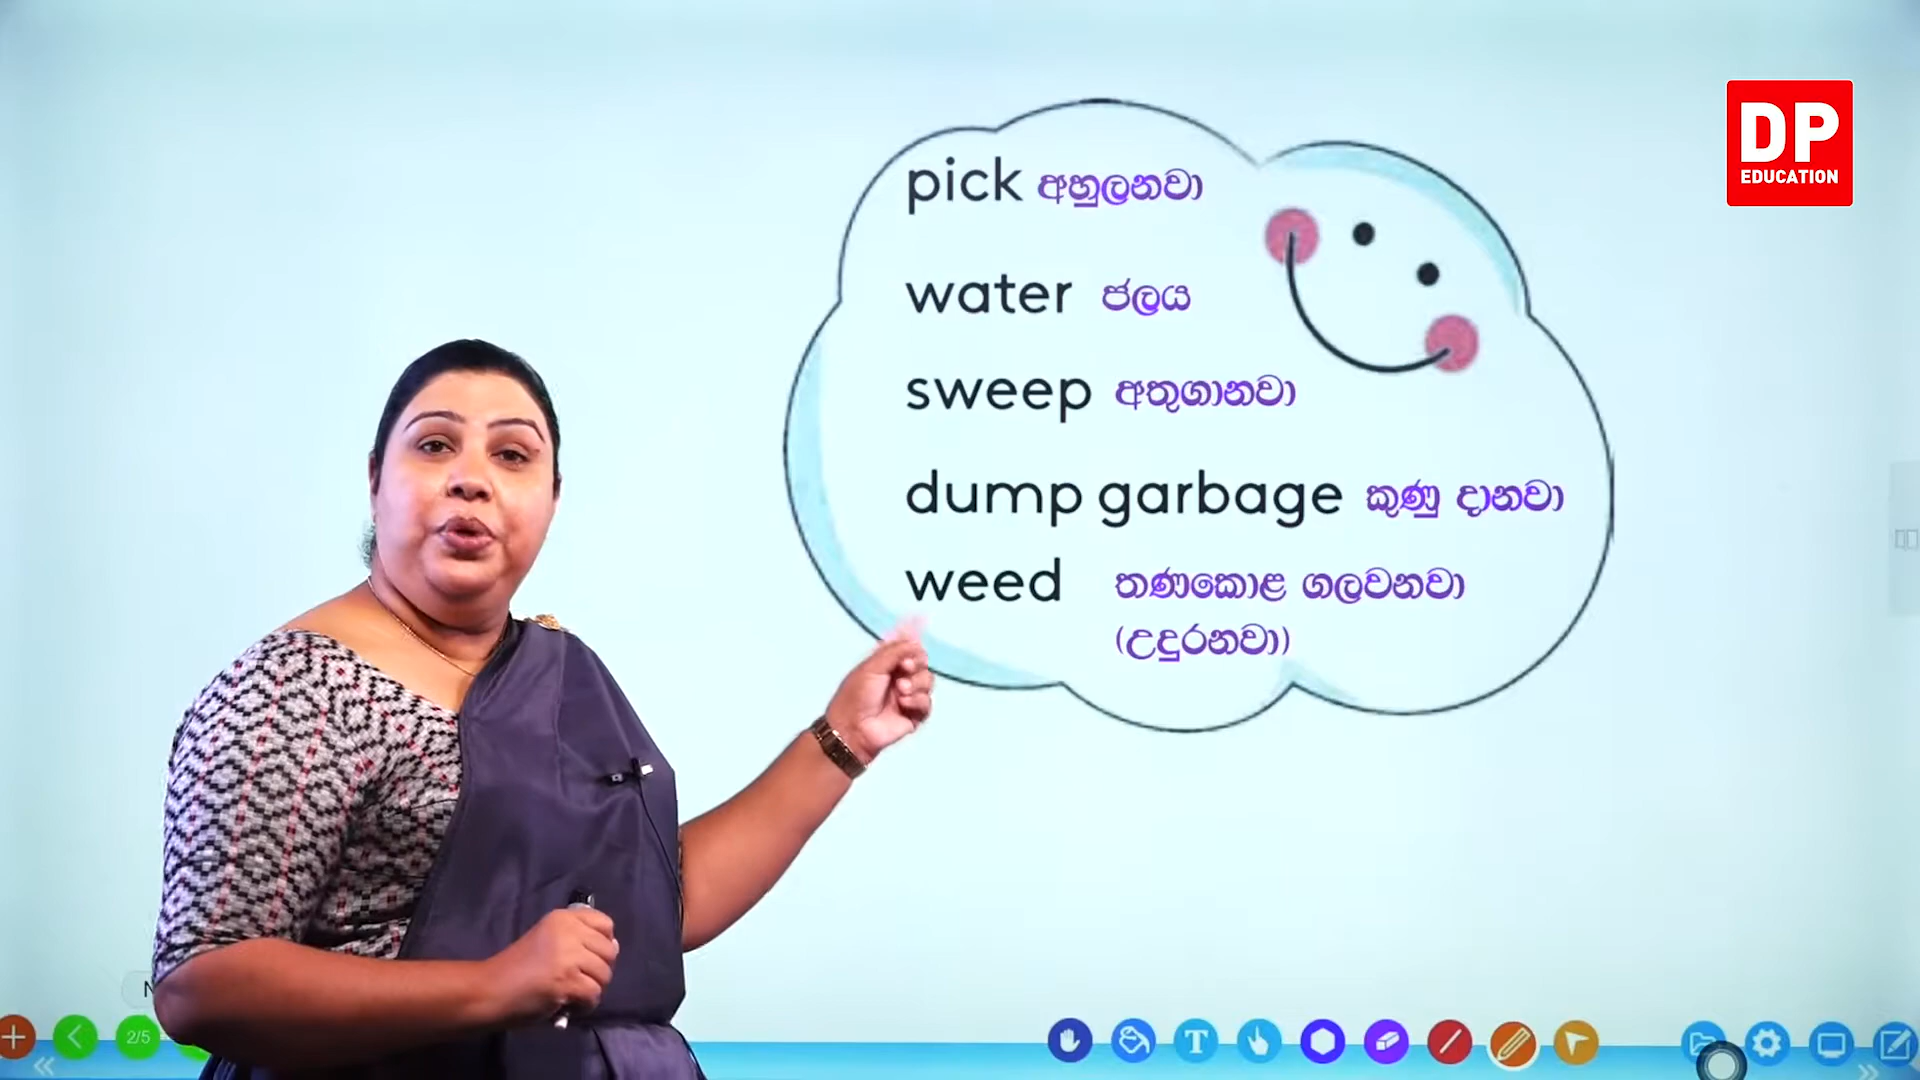 DP
EDUCATION
pick අහුලනවා
water ජලය
sweep අතුගානවා
dump garbage කුණු දානවා
weed තණකොළ ගලවනවා
(උදුරනවා)
2/5
T